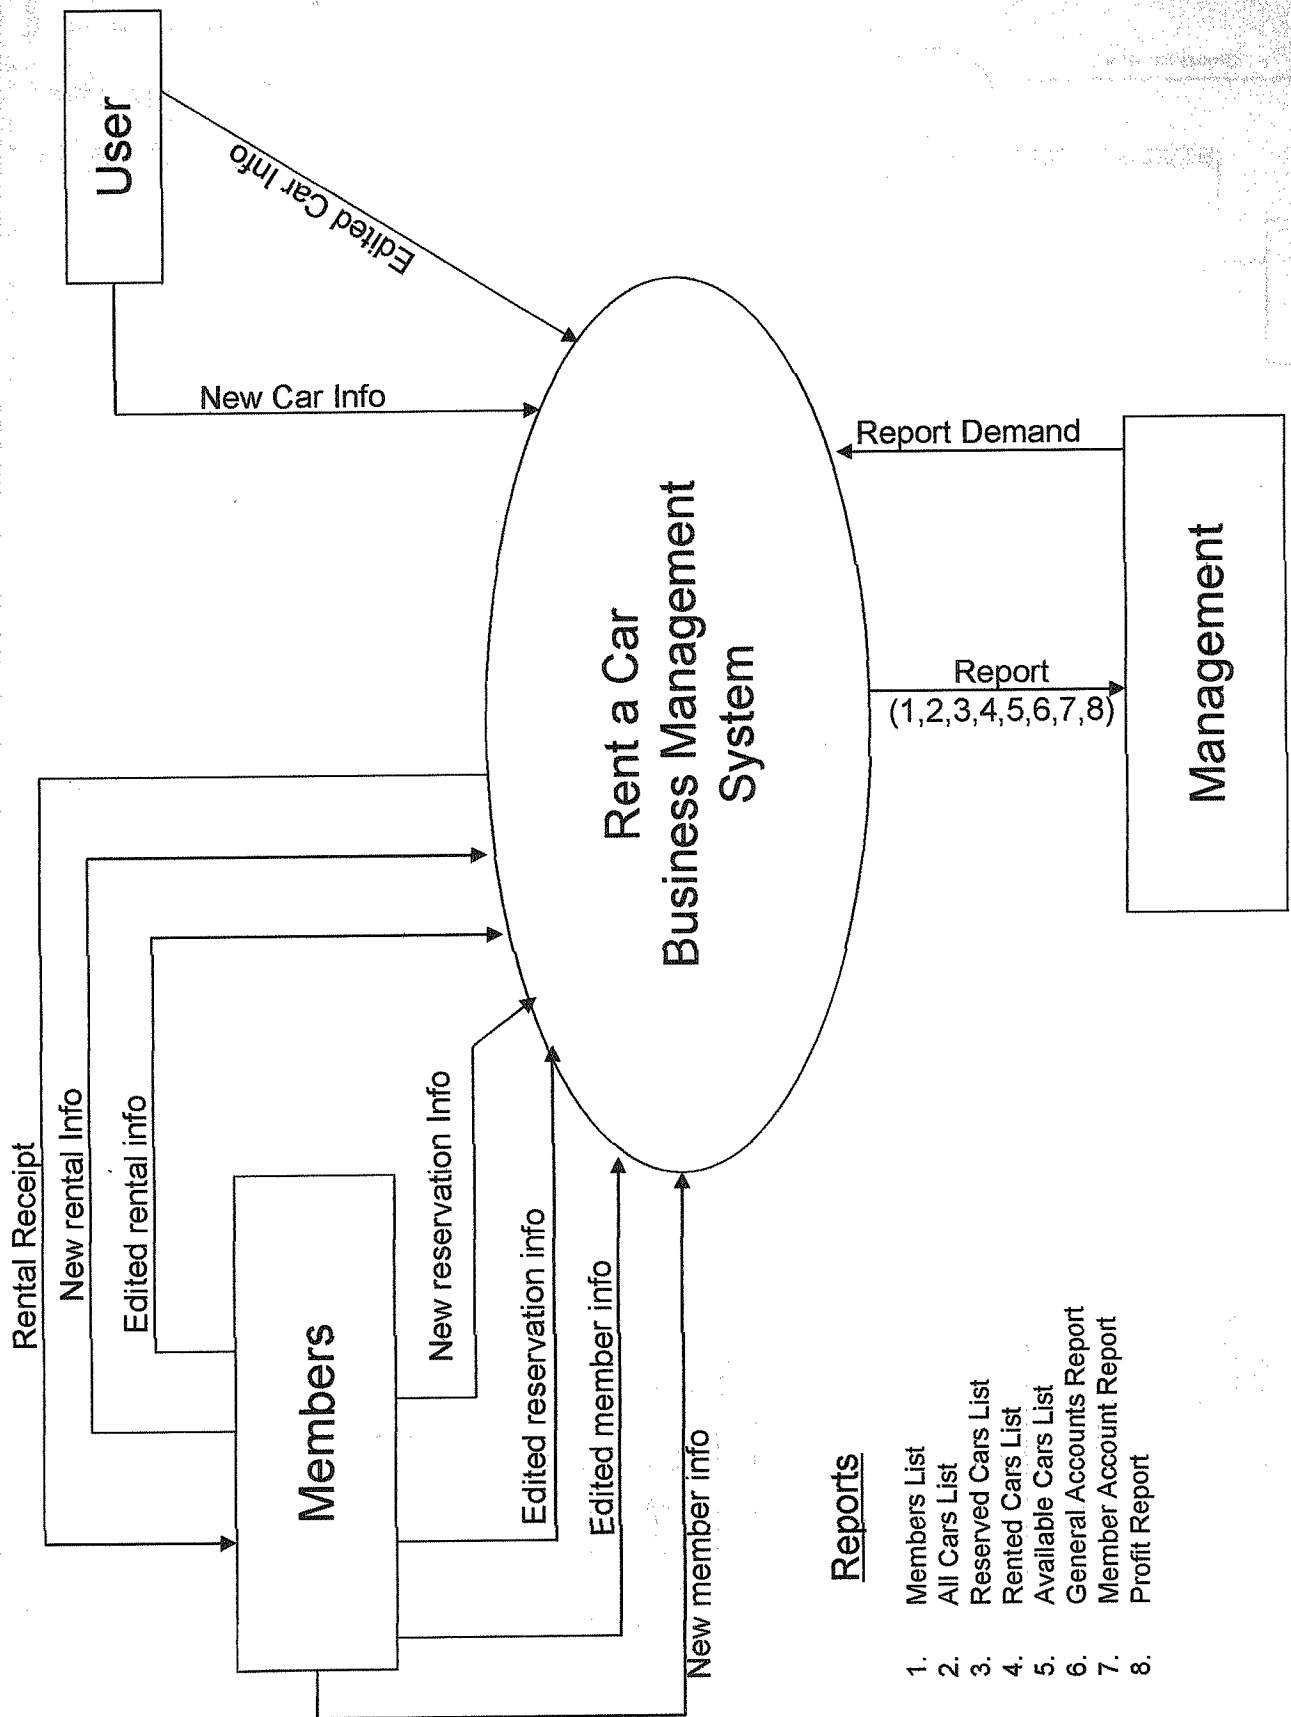 User
Edited Car Info
New Car Info
Report Demand
Rent a Car
Business Management
System
Report
(1,2,3,4,5,6,7,8)
Management
Rental Receipt
New rental Info
Edited rental info
Members
New reservation Info
Edited reservation info
Edited member info
New member info
Reports
1. Members List
2. All Cars List
3. Reserved Cars List
4. Rented Cars List
5. Available Cars List
6. General Accounts Report
7. Member Account Report
8. Profit Report